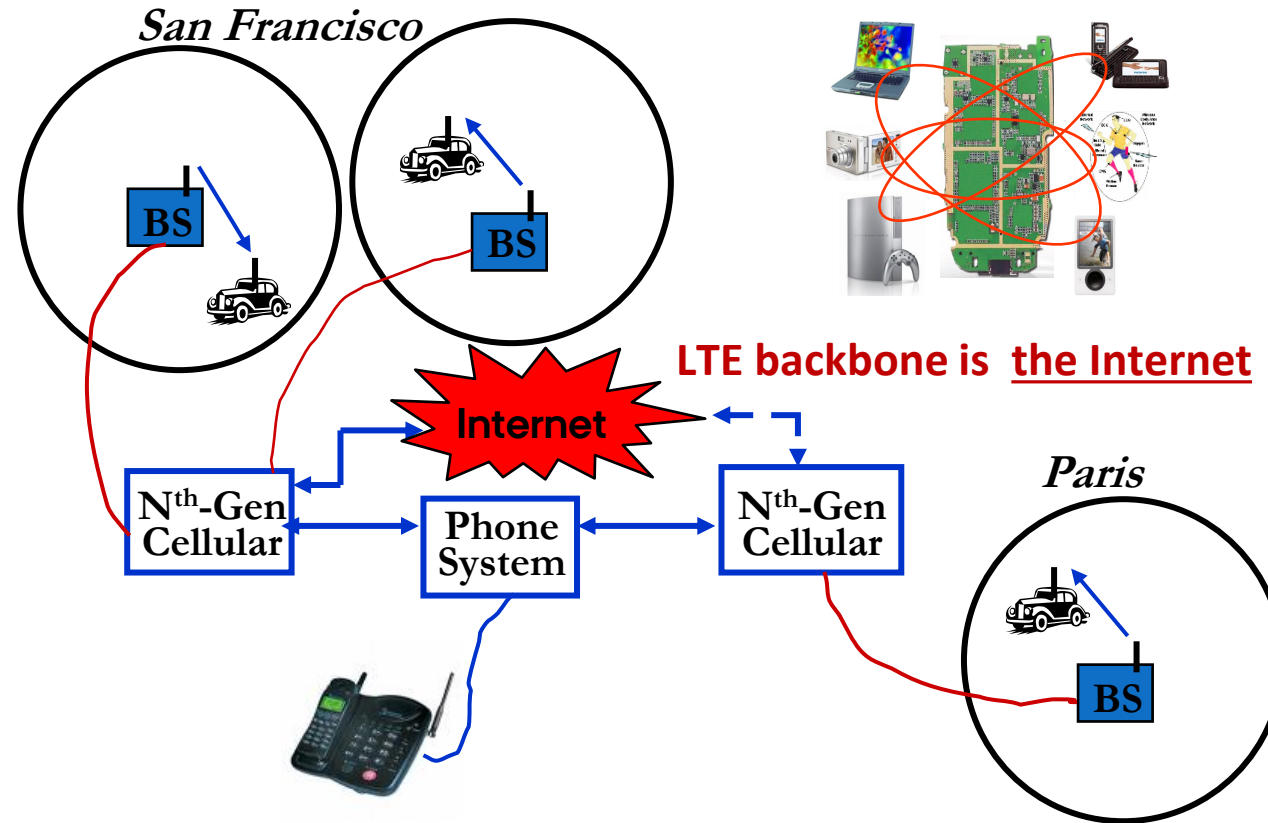 San Francisco
BS
BS
LTE backbone is the Internet
Internet
Nth-Gen
Cellular
Phone
System
Nth-Gen
Cellular
Paris
BS